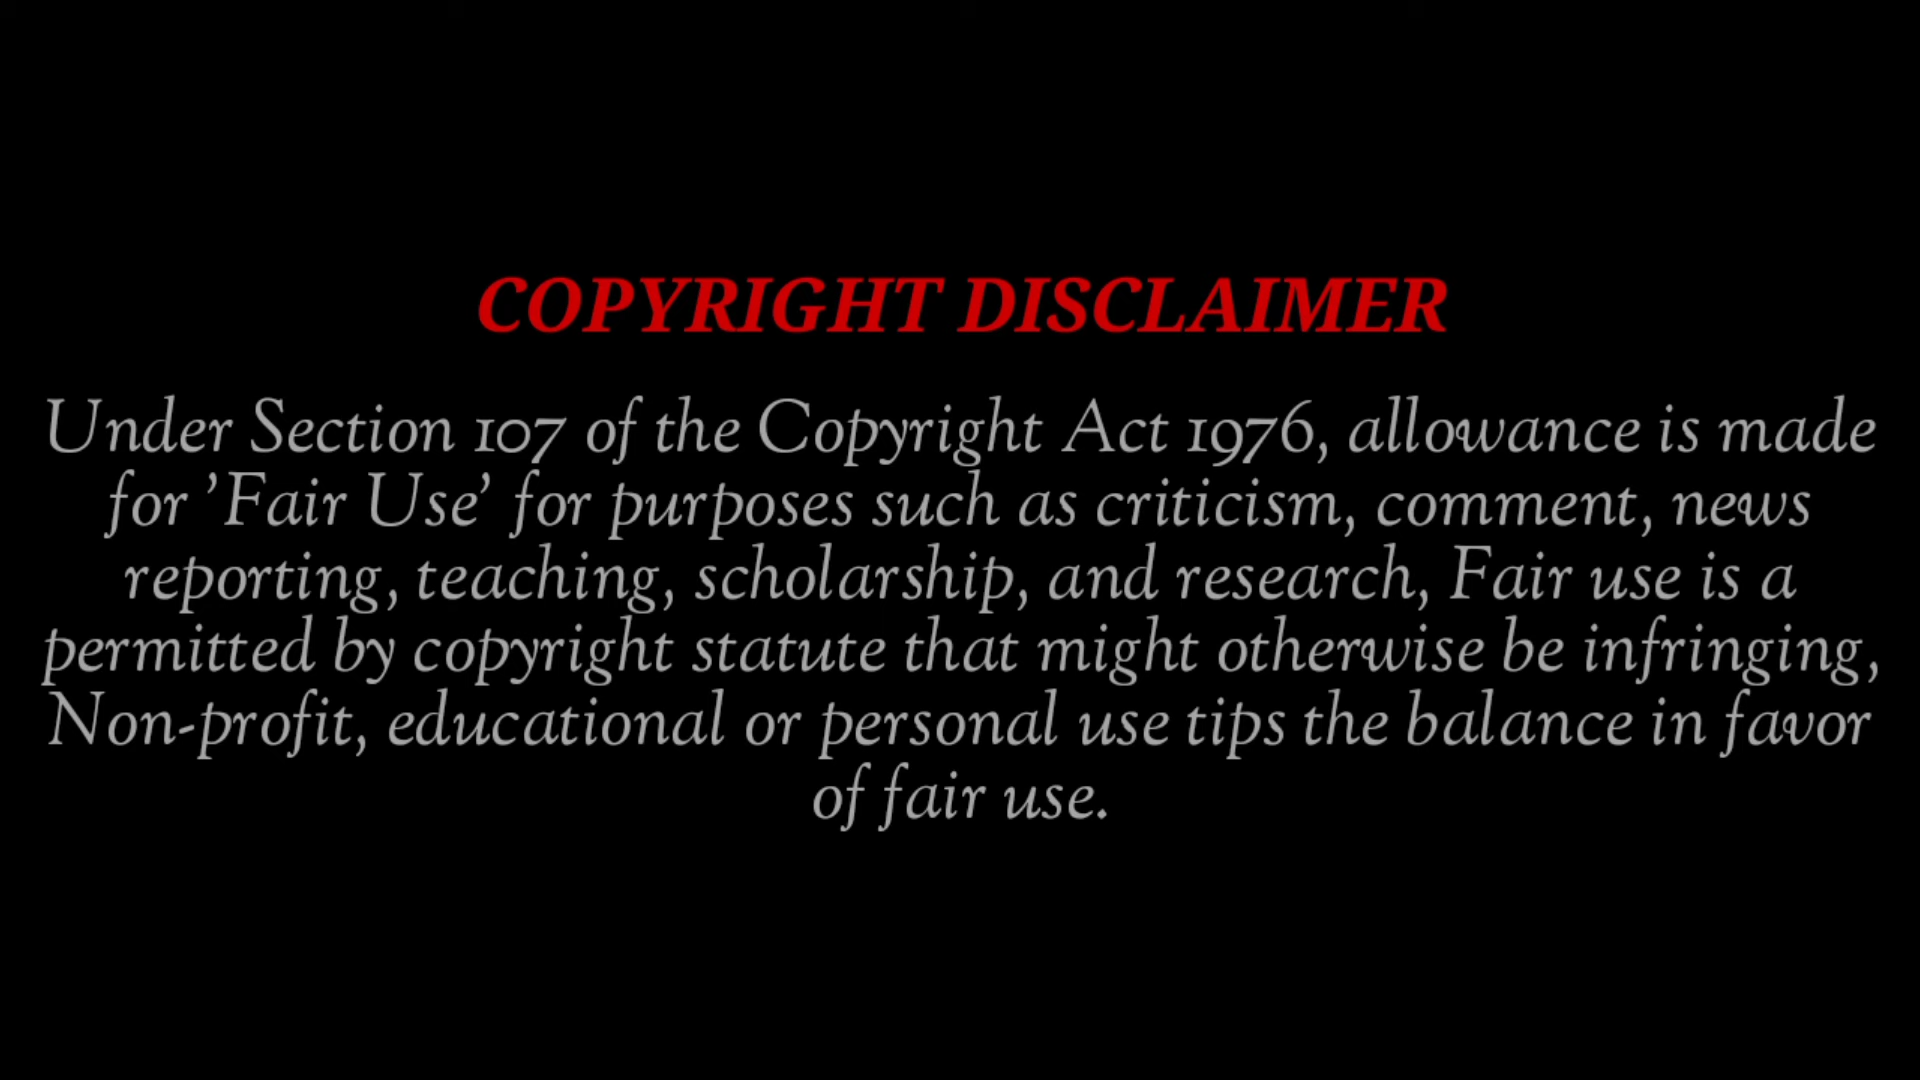 COPYRIGHT DISCLAIMER
Under Section 107 of the Copyright Act 1976, allowance is made
for 'Fair Use' for purposes such as criticism, comment, news
reporting, teaching, scholarship, and research, Fair use is a
permitted by copyright statute that might otherwise be infringing,
Non-profit, educational or personal use tips the balance in favor
of fair use.